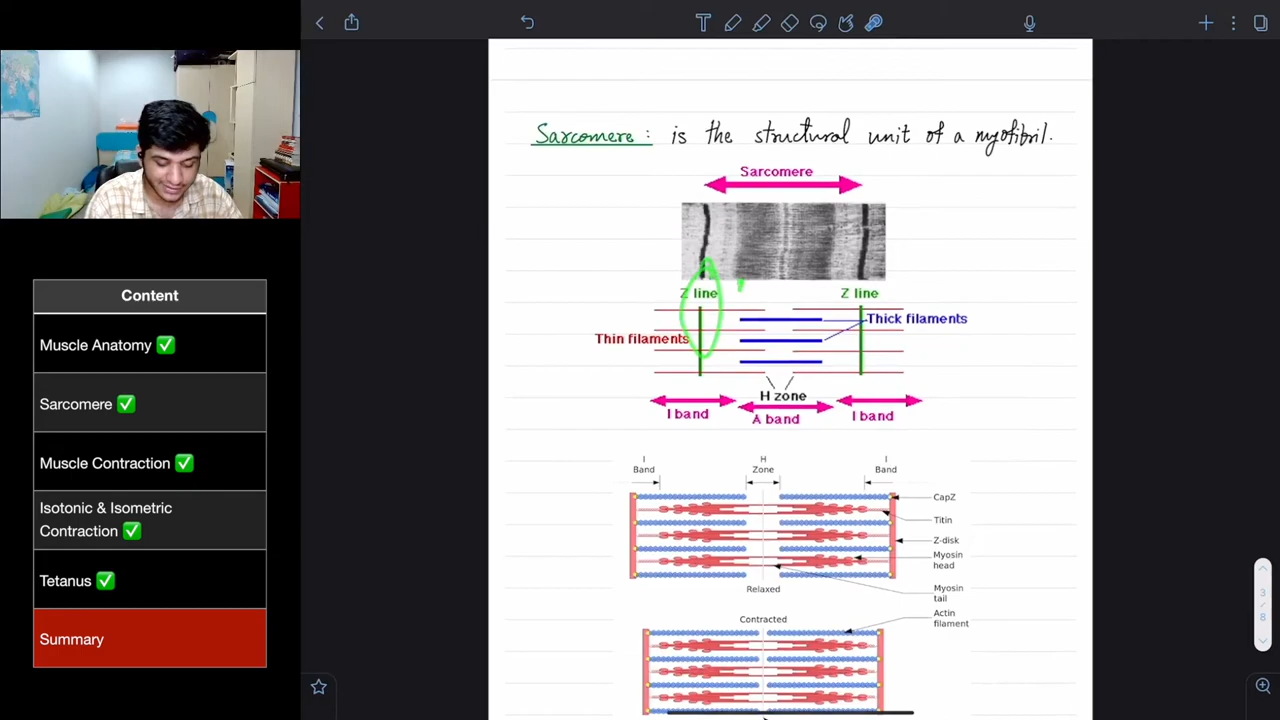 Content
Muscle Anatomy ✅
Sarcomere ✅
Muscle Contraction ✅
Isotonic & Isometric
Contraction ✅
Tetanus ✅
Summary
Sarcomere : is the structural unit of a myofibril.
Sarcomere
Z line
Z line
Thick filaments
Thin filaments
H zone
I band
A band
I band
I
Band
H
Zone
I
Band
CapZ
Titin
Z-disk
Myosin
head
Myosin
tail
Relaxed
Contracted
Actin
filament
3
/
8